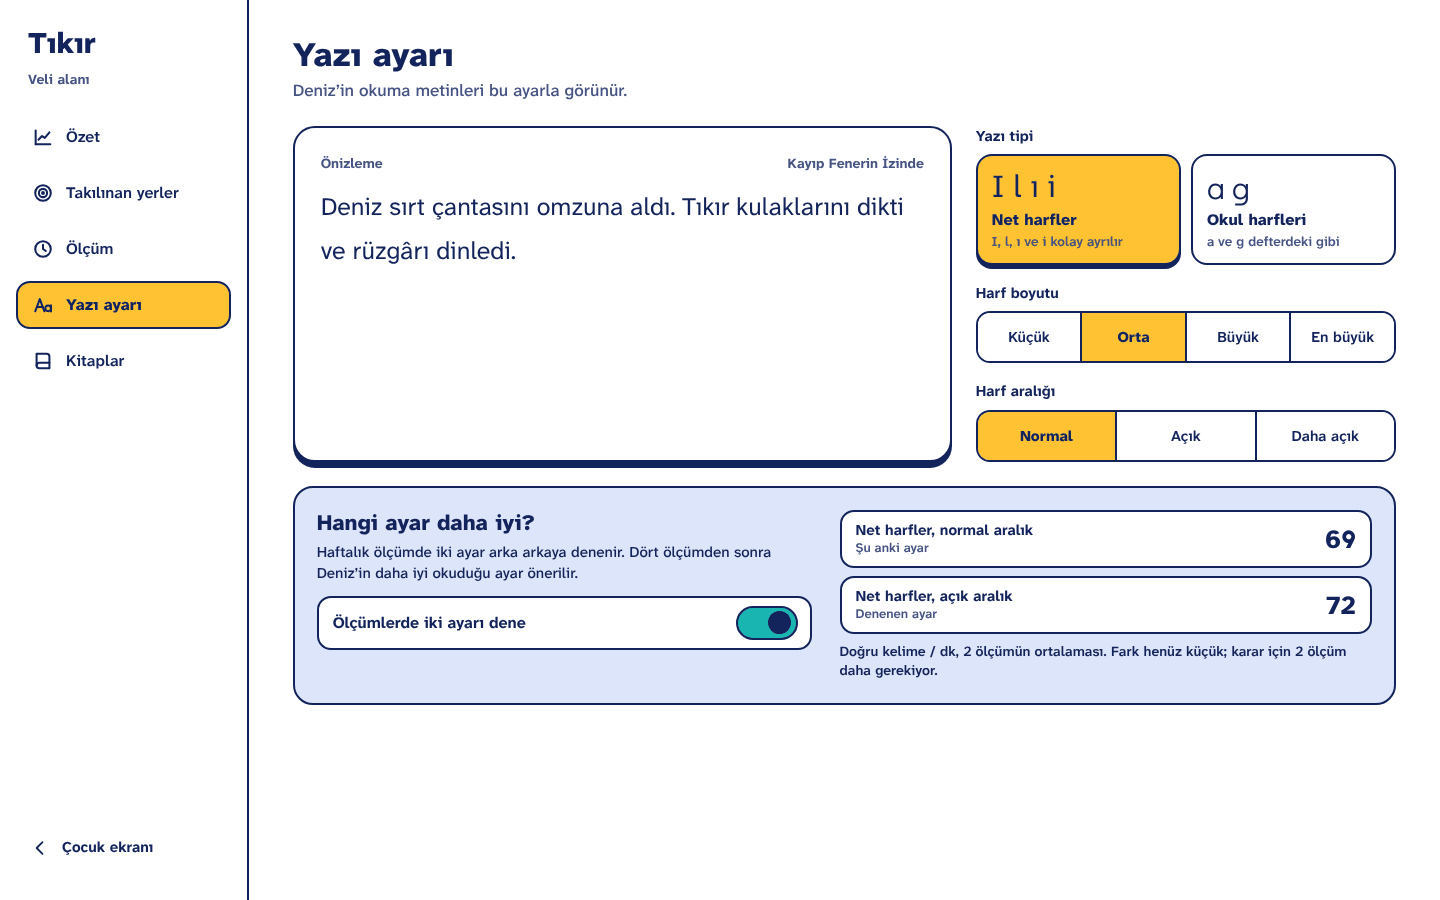 Tıkır
Veli alanı
Özet
Takılınan yerler
Ölçüm
Yazı ayarı
Kitaplar
Çocuk ekranı
Yazı ayarı
Deniz’in okuma metinleri bu ayarla görünür.
Önizleme
Kayıp Fenerin İzinde
Deniz sırt çantasını omzuna aldı. Tıkır kulaklarını dikti
ve rüzgârı dinledi.
Yazı tipi
I l ı i
Net harfler
I, l, ı ve i kolay ayrılır
a g
Okul harfleri
a ve g defterdeki gibi
Harf boyutu
Küçük
Orta
Büyük
En büyük
Harf aralığı
Normal
Açık
Daha açık
Hangi ayar daha iyi?
Haftalık ölçümde iki ayar arka arkaya denenir. Dört ölçümden sonra
Deniz’in daha iyi okuduğu ayar önerilir.
Ölçümlerde iki ayarı dene
Net harfler, normal aralık
Şu anki ayar
69
Net harfler, açık aralık
Denenen ayar
72
Doğru kelime / dk, 2 ölçümün ortalaması. Fark henüz küçük; karar için 2 ölçüm
daha gerekiyor.